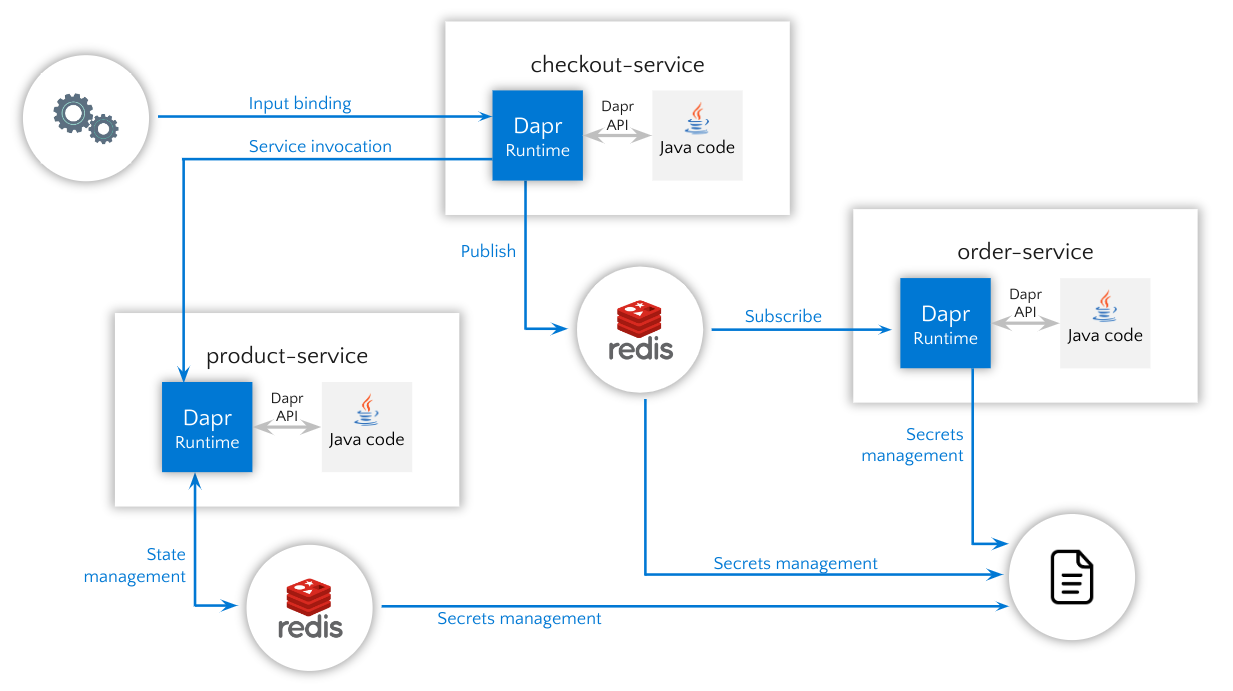 checkout-service
Input binding
Dapr
Runtime
Dapr
API
Java code
Service invocation
Publish
order-service
Dapr
Runtime
Dapr
API
Java code
redis
Subscribe
product-service
Dapr
Runtime
Dapr
API
Java code
Secrets
management
State
management
Secrets management
redis
Secrets management